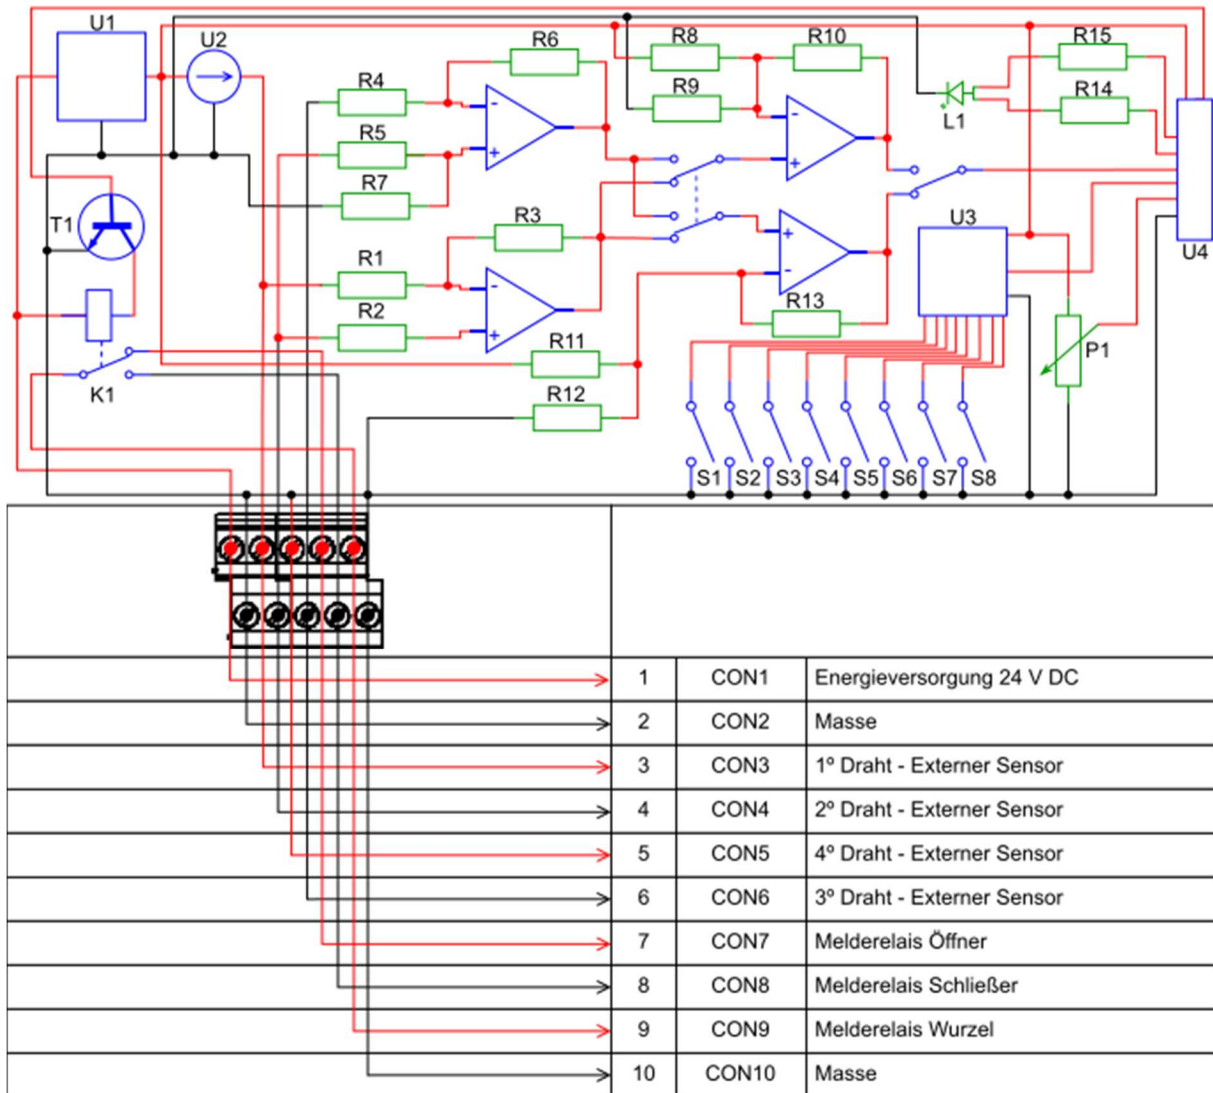 U1
U2
R6
R8
R10
R15
R4
R9
R14
L1
R5
R7
T1
R3
U3
U4
R1
R13
R2
R11
P1
K1
R12
S1 S2 S3 S4 S5 S6 S7 S8
1 CON1 Energieversorgung 24 V DC
2 CON2 Masse
3 CON3 1º Draht - Externer Sensor
4 CON4 2º Draht - Externer Sensor
5 CON5 4º Draht - Externer Sensor
6 CON6 3º Draht - Externer Sensor
7 CON7 Melderelais Öffner
8 CON8 Melderelais Schließer
9 CON9 Melderelais Wurzel
10 CON10 Masse